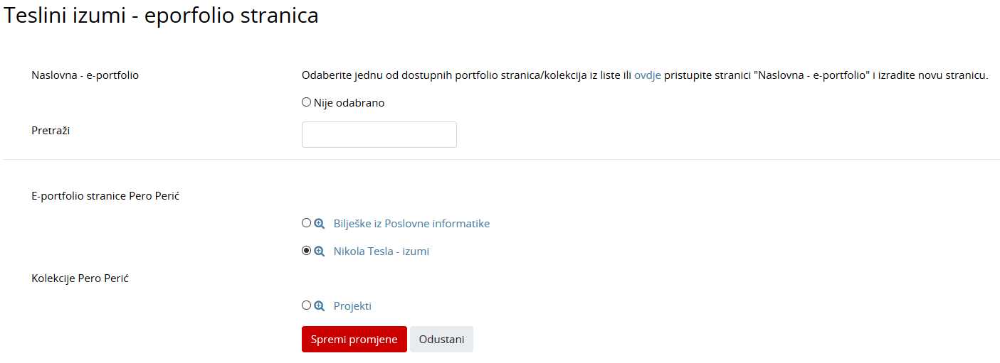 Teslini izumi - eporfolio stranica
Naslovna - e-portfolio
Odaberite jednu od dostupnih portfolio stranica/kolekcija iz liste ili ovdje pristupite stranici "Naslovna - e-portfolio" i izradite novu stranicu.
Nije odabrano
Pretraži
E-portfolio stranice Pero Perić
Bilješke iz Poslovne informatike
Nikola Tesla - izumi
Kolekcije Pero Perić
Projekti
Spremi promjene Odustani